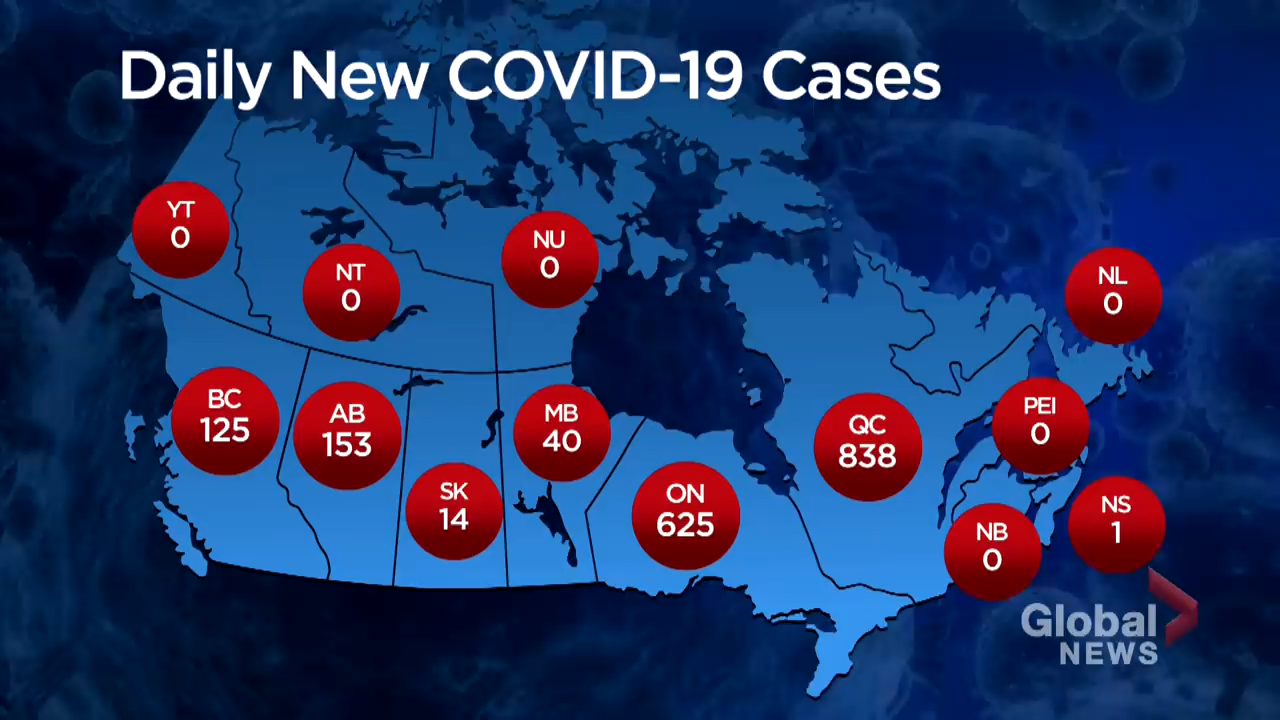 Daily New COVID-19 Cases
YT
0
NT
0
NU
0
NL
0
BC
125
AB
153
SK
14
MB
40
ON
625
QC
838
PEI
0
NB
0
NS
1
Global
NEWS